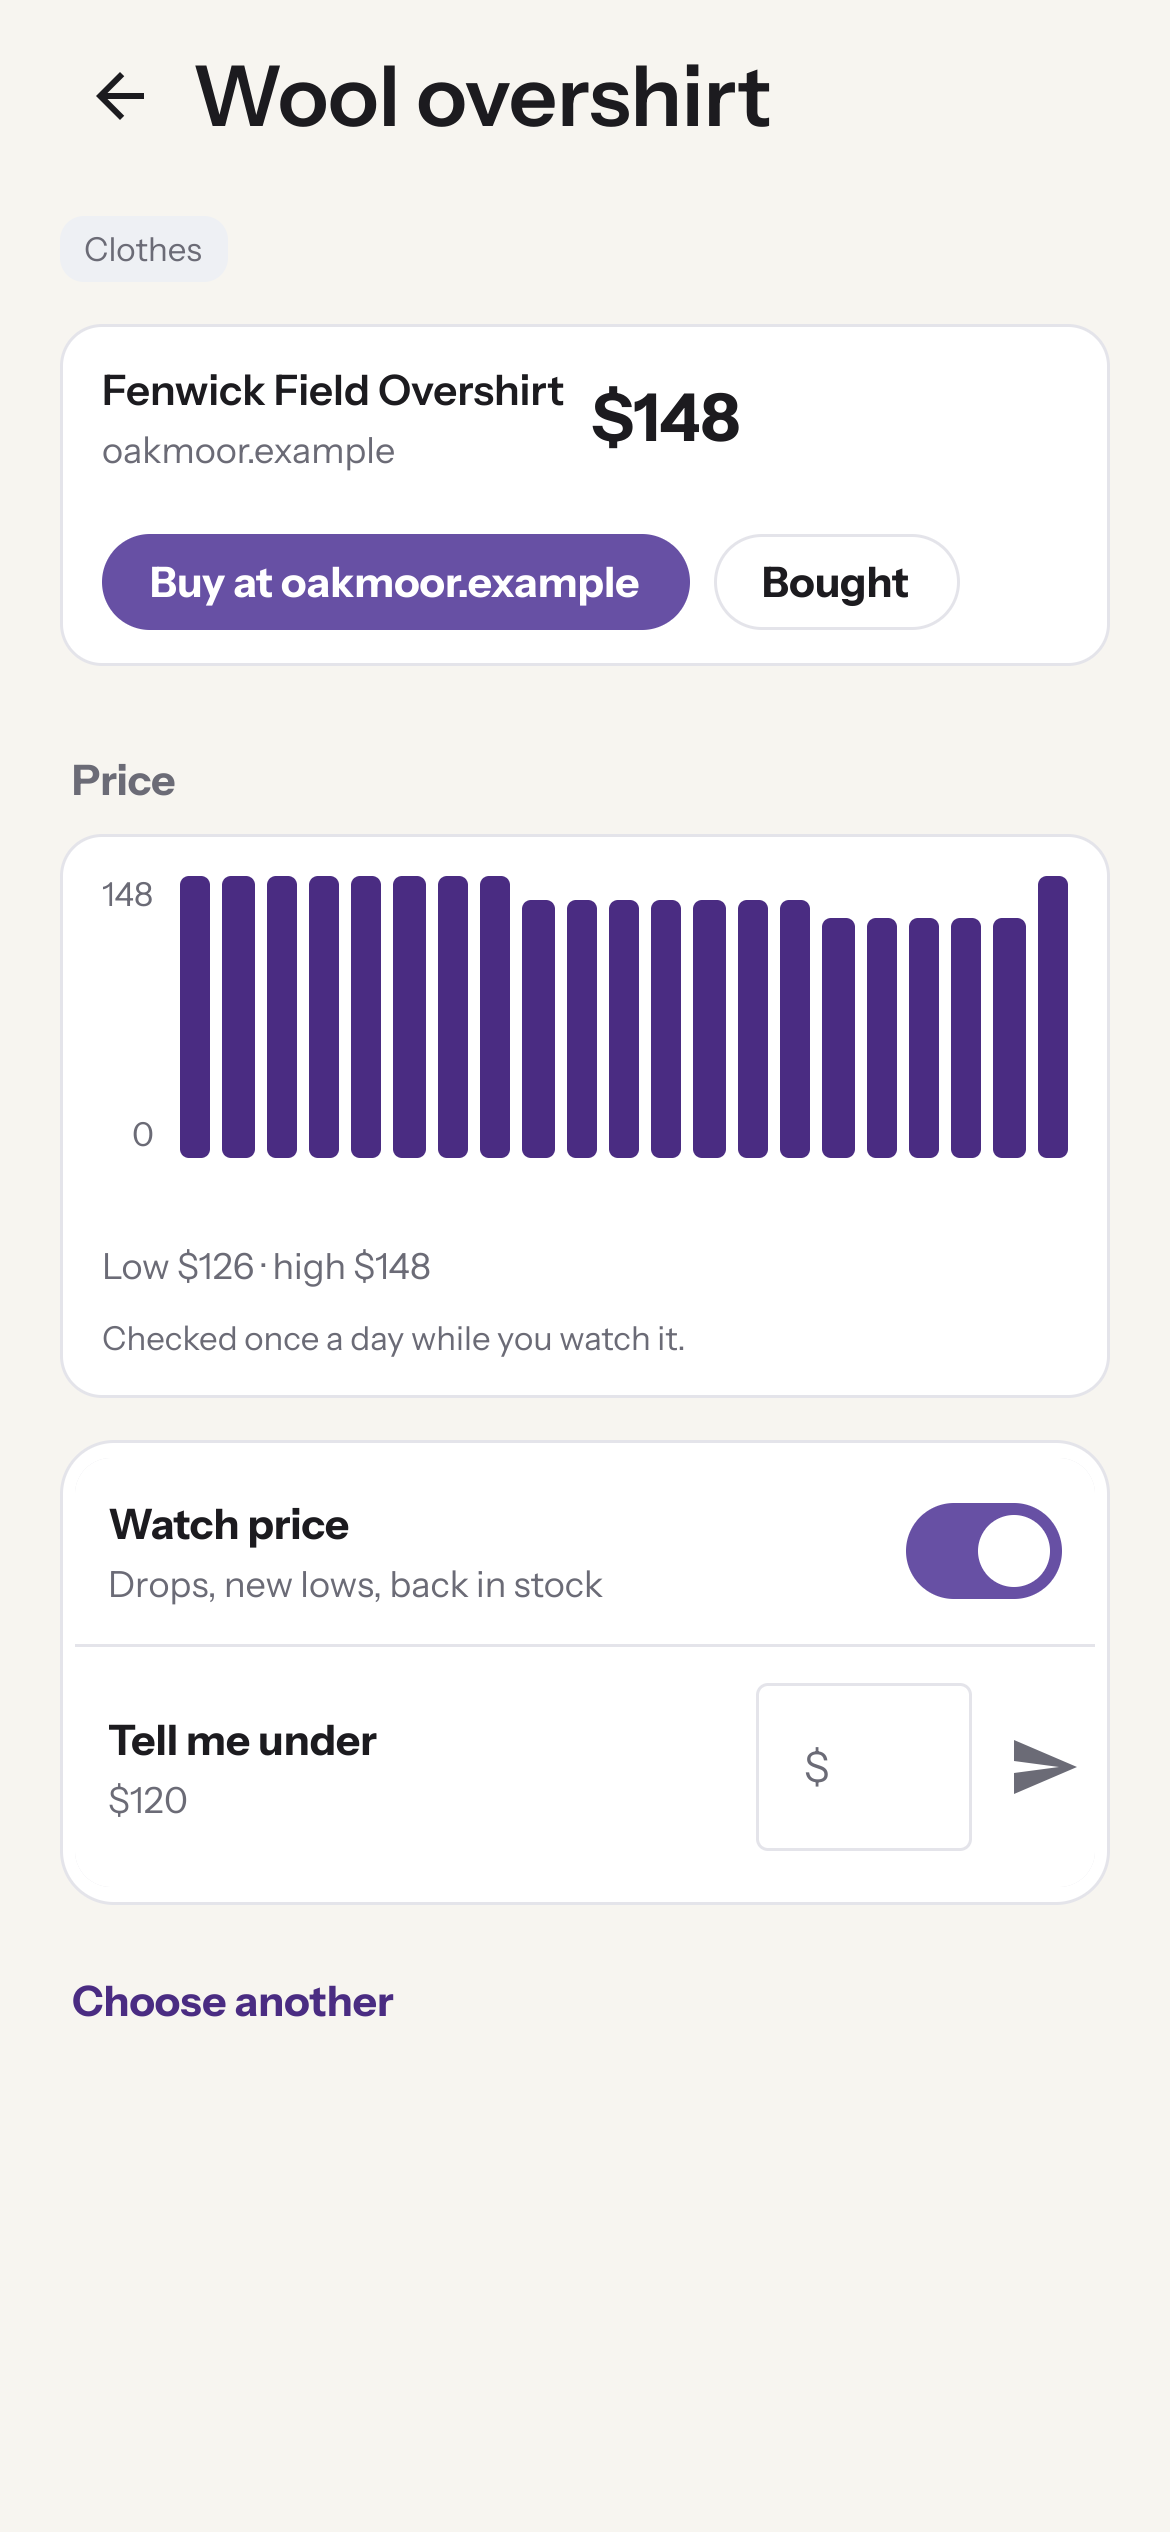 Wool overshirt
Clothes
Fenwick Field Overshirt
oakmoor.example
$148
Buy at oakmoor.example
Bought
Price
148
0
Low $126 · high $148
Checked once a day while you watch it.
Watch price
Drops, new lows, back in stock
Tell me under
$120
$
Choose another